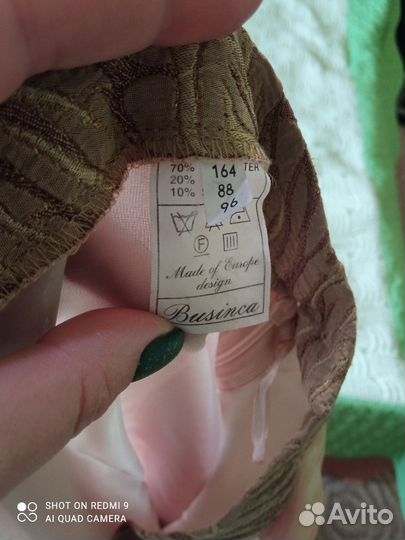 70% 164 TER
20% 88
10% 96
F
Made of Europe
design
Businca
SHOT ON REDMI 9
AI QUAD CAMERA
Avito